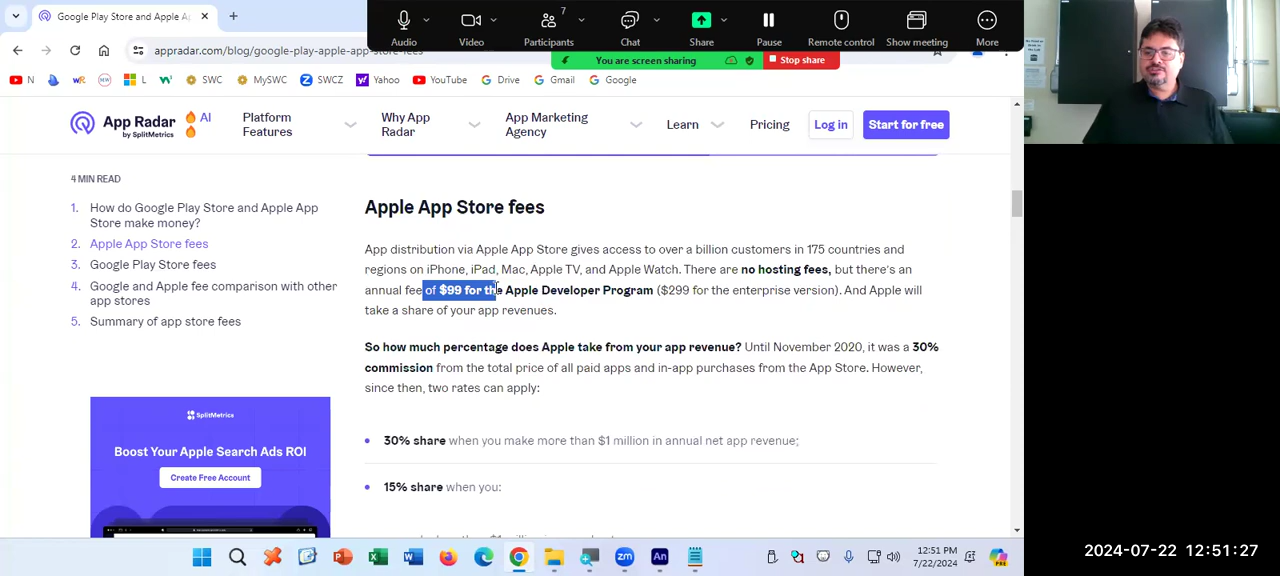 Google Play Store and Apple A
appradar.com/blog/google-play-apple-app-store-fees
Audio
Video
7
Participants
Chat
Share
Pause
Remote control
Show meeting
More
You are screen sharing
Stop share
N
L
SWC
MySWC
SWCZ
Yahoo
YouTube
Drive
Gmail
Google
App Radar
by SplitMetrics
AI
Platform
Features
Why App
Radar
App Marketing
Agency
Learn
Pricing
Log in
Start for free
4 MIN READ
1. How do Google Play Store and Apple App
Store make money?
2. Apple App Store fees
3. Google Play Store fees
4. Google and Apple fee comparison with other
app stores
5. Summary of app store fees
SplitMetrics
Boost Your Apple Search Ads ROI
Create Free Account
Apple App Store fees
App distribution via Apple App Store gives access to over a billion customers in 175 countries and
regions on iPhone, iPad, Mac, Apple TV, and Apple Watch. There are no hosting fees, but there's an
annual fee of $99 for the Apple Developer Program ($299 for the enterprise version). And Apple will
take a share of your app revenues.
So how much percentage does Apple take from your app revenue? Until November 2020, it was a 30%
commission from the total price of all paid apps and in-app purchases from the App Store. However,
since then, two rates can apply:
• 30% share when you make more than $1 million in annual net app revenue;
• 15% share when you:
12:51 PM
7/22/2024
2024-07-22 12:51:27